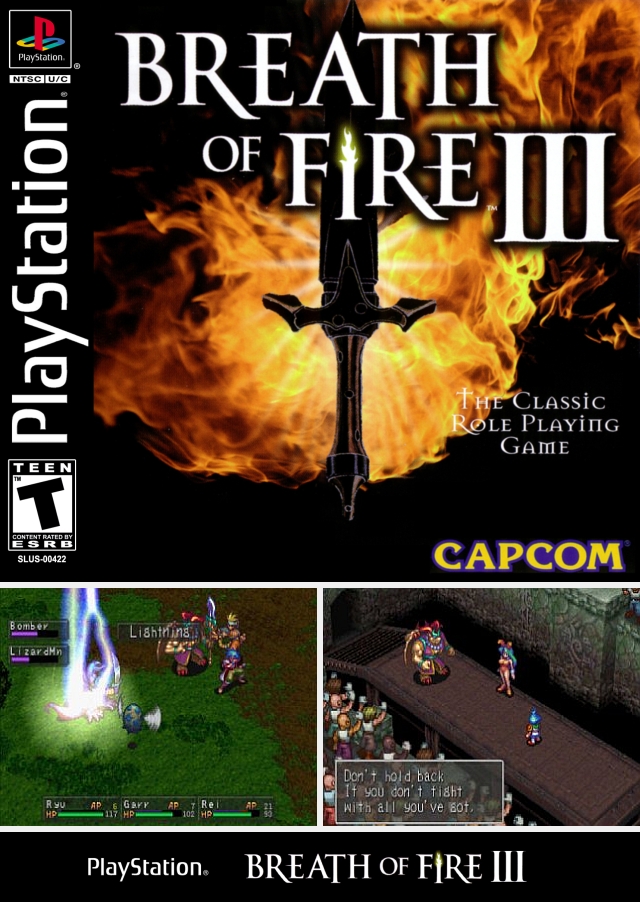 PlayStation
NTSC U/C
PlayStation
BREATH
OF FIRE III
THE CLASSIC
ROLE PLAYING
GAME
TEEN
T
CONTENT RATED BY
ESRB
SLUS-00422
CAPCOM
Bomber
LizardMn
Lightning
Ryu AP 6
HP 117
Garr AP 7
HP 102
Rei AP 21
HP 93
Don't hold back
If you don't fight
with all you've got.
PlayStation BREATH OF FIRE III